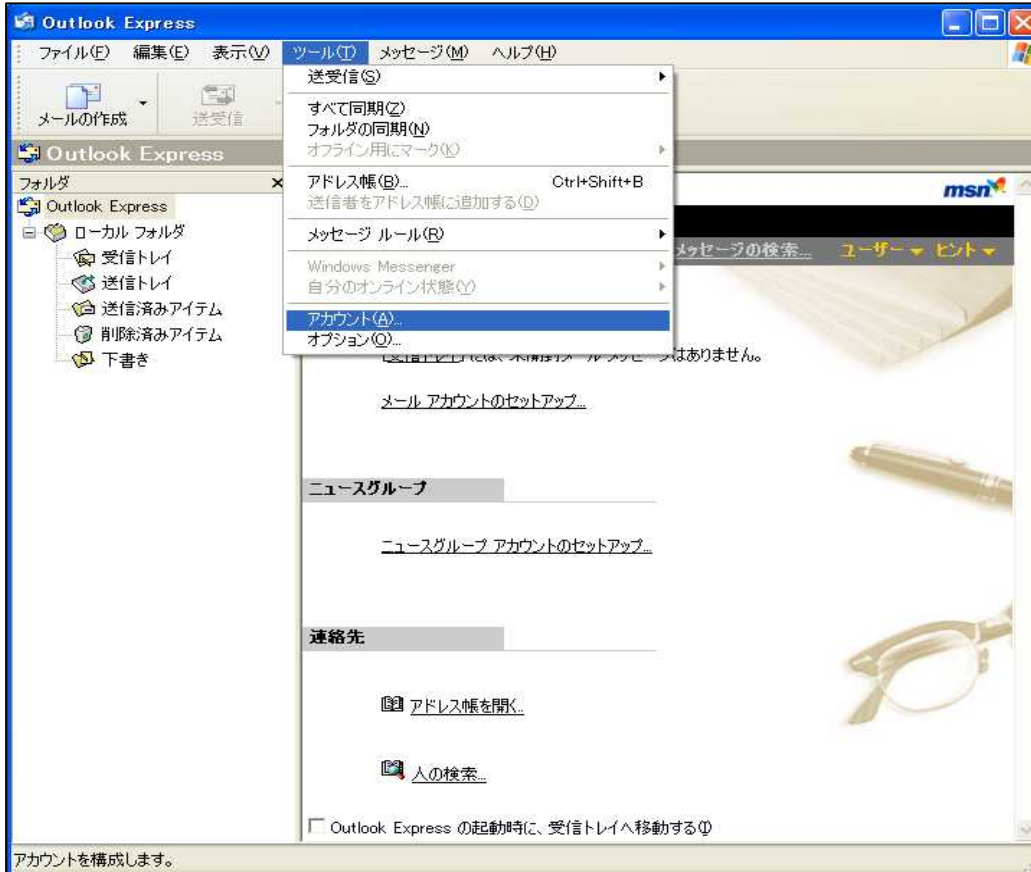 Outlook Express
ファイル(F) 編集(E) 表示(V) ツール(T) メッセージ(M) ヘルプ(H)
メールの作成 送受信
送受信(S)
すべて同期(Z)
フォルダの同期(N)
オフライン用にマーク(K)
アドレス帳(B)... Ctrl+Shift+B
送信者をアドレス帳に追加する(D)
メッセージ ルール(R)
Windows Messenger
自分のオンライン状態(Y)
アカウント(A)...
オプション(O)...
Outlook Express
フォルダ ×
Outlook Express
ローカル フォルダ
受信トレイ
送信トレイ
送信済みアイテム
削除済みアイテム
下書き
msn
メッセージの検索... ユーザー ヒント
はありません。
メール アカウントのセットアップ...
ニュースグループ
ニュースグループ アカウントのセットアップ...
連絡先
アドレス帳を開く...
人の検索...
Outlook Express の起動時に、受信トレイへ移動する(I)
アカウントを構成します。